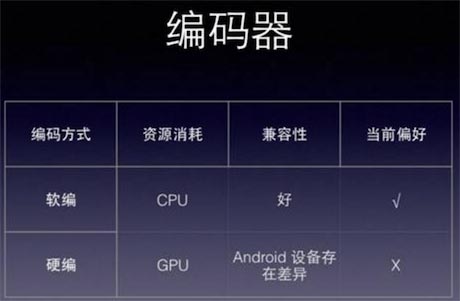 编码器
编码方式 资源消耗 兼容性 当前偏好
软编 CPU 好 √
硬编 GPU Android 设备存
在差异 X